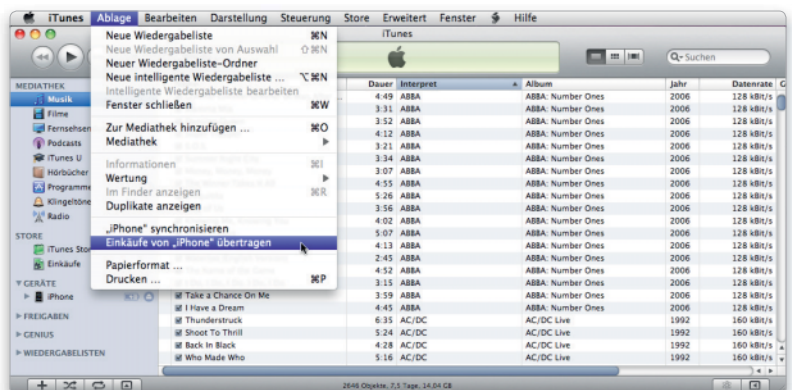 iTunes Ablage Bearbeiten Darstellung Steuerung Store Erweitert Fenster Hilfe
iTunes
Suchen
Neue Wiedergabeliste ⌘N
Neue Wiedergabeliste von Auswahl ⇧⌘N
Neuer Wiedergabeliste-Ordner
Neue intelligente Wiedergabeliste ... ⌥⌘N
Intelligente Wiedergabeliste bearbeiten
Fenster schließen ⌘W
Zur Mediathek hinzufügen ... ⌘O
Mediathek
Informationen ⌘I
Wertung
Im Finder anzeigen ⌘R
Duplikate anzeigen
„iPhone" synchronisieren
Einkäufe von „iPhone" übertragen
Papierformat ...
Drucken ... ⌘P
MEDIATHEK
Musik
Filme
Fernsehsen
Podcasts
iTunes U
Hörbücher
Programme
Klingeltöne
Radio
STORE
iTunes Stor
Einkäufe
GERÄTE
iPhone
FREIGABEN
GENIUS
WIEDERGABELISTEN
Dauer Interpret Album Jahr Datenrate G
4:49 ABBA ABBA: Number Ones 2006 128 kBit/s
3:31 ABBA ABBA: Number Ones 2006 128 kBit/s
3:52 ABBA ABBA: Number Ones 2006 128 kBit/s
4:12 ABBA ABBA: Number Ones 2006 128 kBit/s
3:21 ABBA ABBA: Number Ones 2006 128 kBit/s
3:34 ABBA ABBA: Number Ones 2006 128 kBit/s
3:07 ABBA ABBA: Number Ones 2006 128 kBit/s
4:55 ABBA ABBA: Number Ones 2006 128 kBit/s
5:26 ABBA ABBA: Number Ones 2006 128 kBit/s
3:56 ABBA ABBA: Number Ones 2006 128 kBit/s
4:02 ABBA ABBA: Number Ones 2006 128 kBit/s
5:07 ABBA ABBA: Number Ones 2006 128 kBit/s
4:13 ABBA ABBA: Number Ones 2006 128 kBit/s
2:45 ABBA ABBA: Number Ones 2006 128 kBit/s
4:52 ABBA ABBA: Number Ones 2006 128 kBit/s
3:15 ABBA ABBA: Number Ones 2006 128 kBit/s
Take a Chance On Me 3:59 ABBA ABBA: Number Ones 2006 128 kBit/s
I Have a Dream 4:45 ABBA ABBA: Number Ones 2006 128 kBit/s
Thunderstruck 6:35 AC/DC AC/DC Live 1992 160 kBit/s
Shoot To Thrill 5:24 AC/DC AC/DC Live 1992 160 kBit/s
Back In Black 4:28 AC/DC AC/DC Live 1992 160 kBit/s
Who Made Who 5:16 AC/DC AC/DC Live 1992 160 kBit/s
2646 Objekte, 7,5 Tage, 14,04 GB